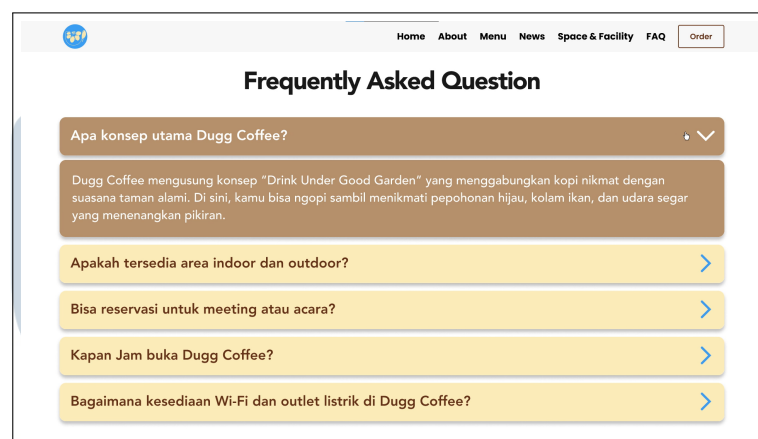 Home About Menu News Space & Facility FAQ Order
Frequently Asked Question
Apa konsep utama Dugg Coffee?
Dugg Coffee mengusung konsep "Drink Under Good Garden" yang menggabungkan kopi nikmat dengan
suasana taman alami. Di sini, kamu bisa ngopi sambil menikmati pepohonan hijau, kolam ikan, dan udara segar
yang menenangkan pikiran.
Apakah tersedia area indoor dan outdoor?
Bisa reservasi untuk meeting atau acara?
Kapan Jam buka Dugg Coffee?
Bagaimana kesediaan Wi-Fi dan outlet listrik di Dugg Coffee?